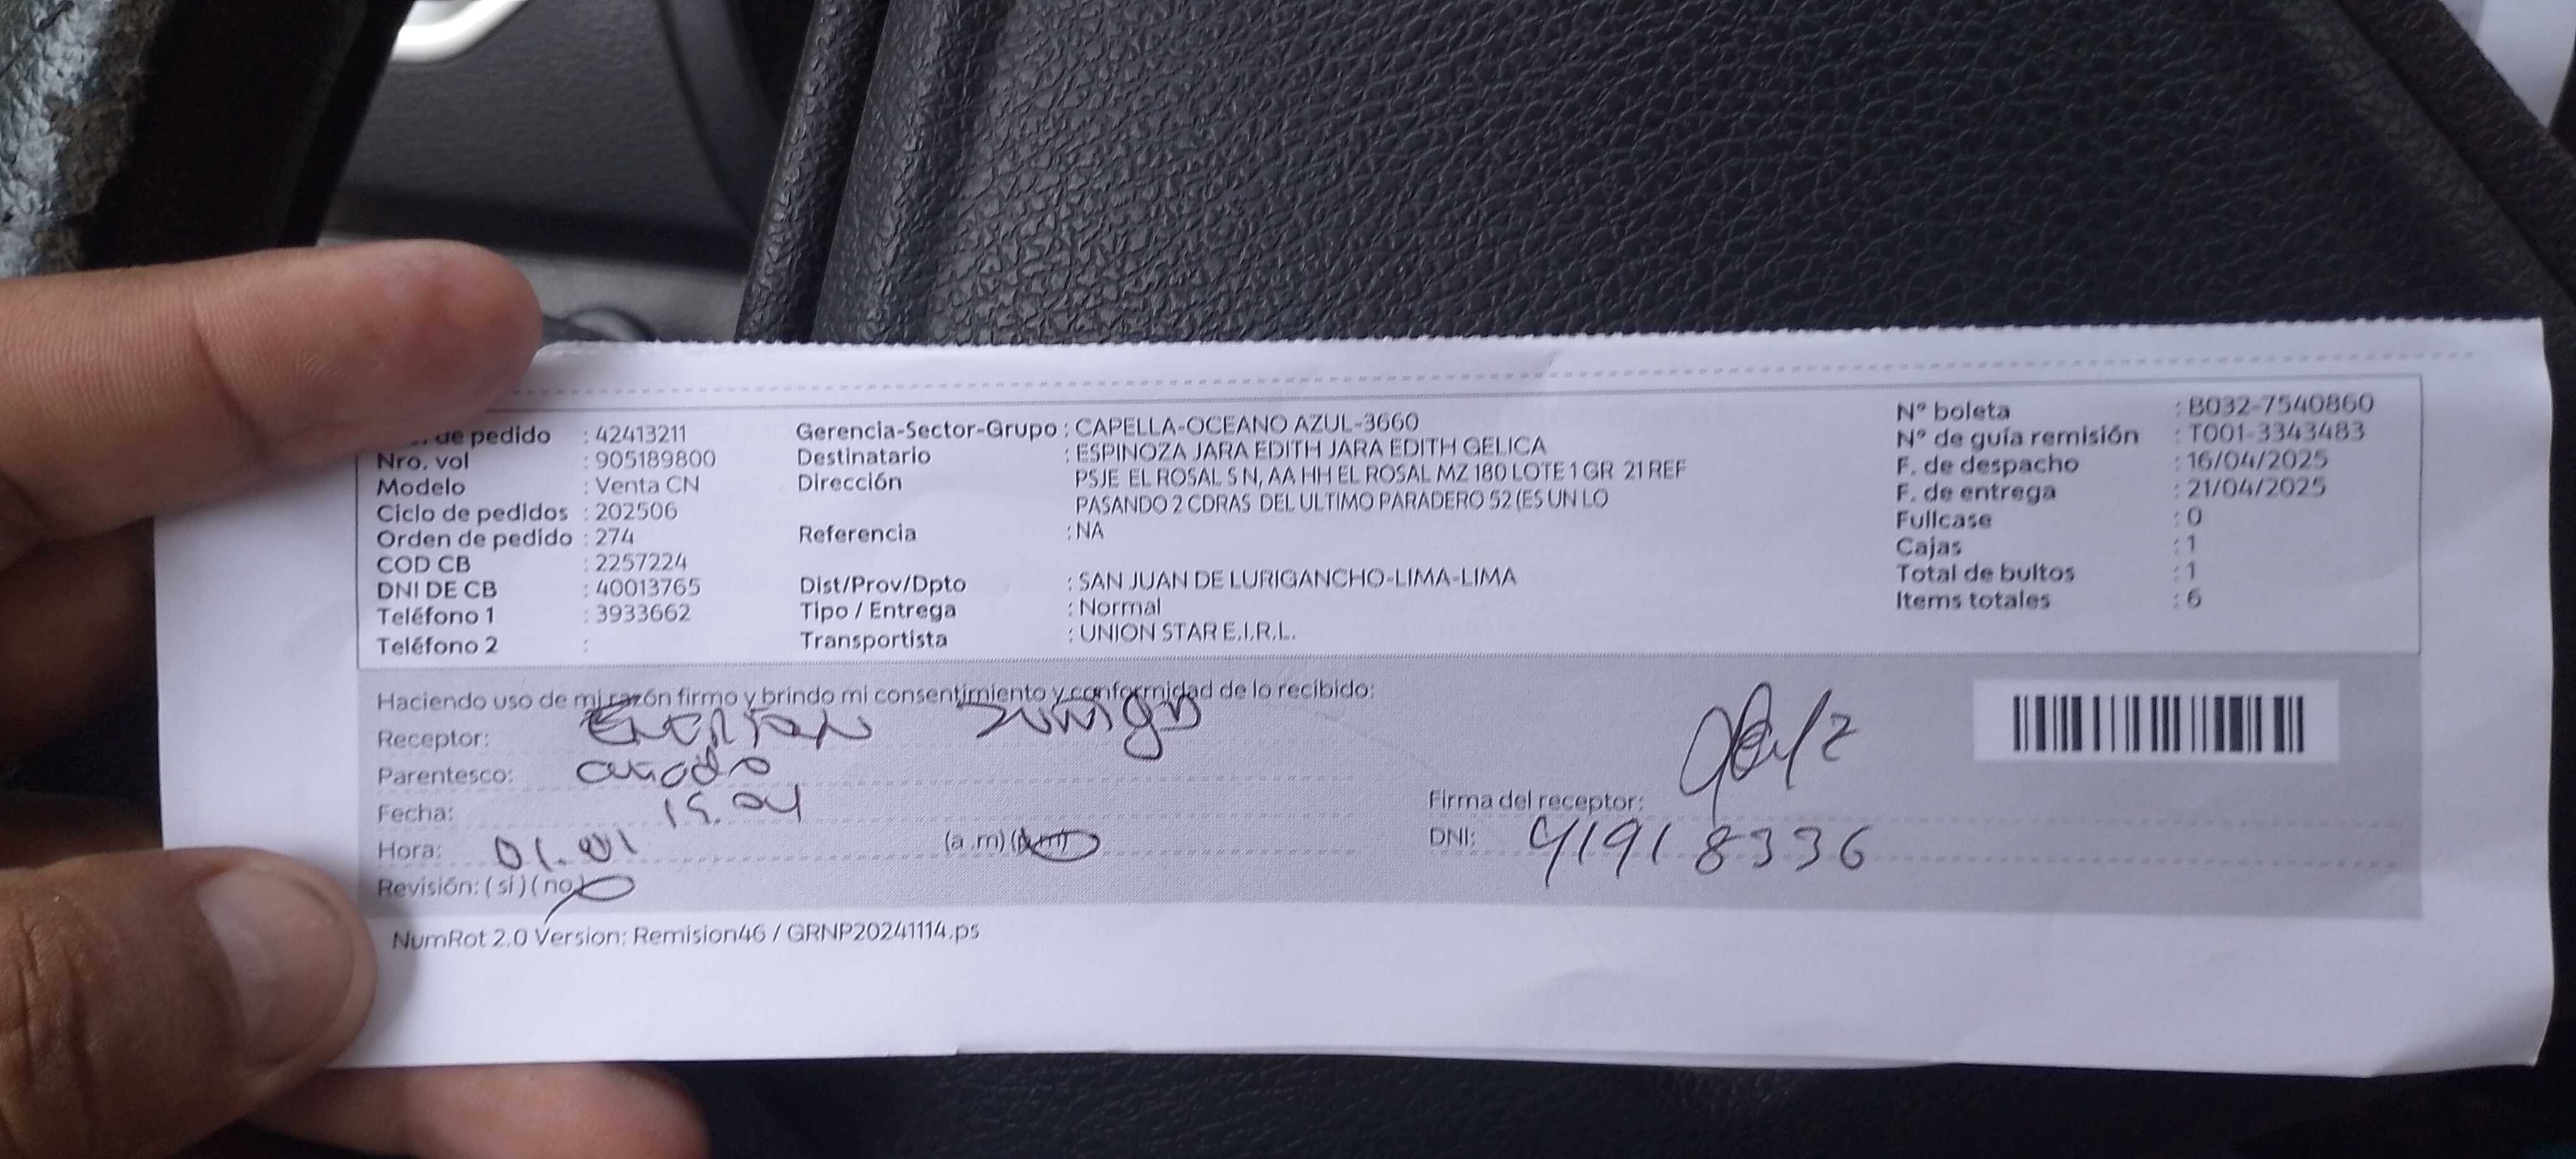 de pedido : 42413211
Nro. vol : 905189800
Modelo : Venta CN
Ciclo de pedidos : 202506
Orden de pedido : 274
COD CB : 2257224
DNI DE CB : 40013765
Teléfono 1 : 3933662
Teléfono 2 :
Gerencia-Sector-Grupo : CAPELLA-OCEANO AZUL-3660
Destinatario : ESPINOZA JARA EDITH JARA EDITH GELICA
Dirección PSJE EL ROSAL S N, AA HH EL ROSAL MZ 180 LOTE 1 GR 21 REF
PASANDO 2 CDRAS DEL ULTIMO PARADERO 52 (ES UN LO
Referencia : NA
Dist/Prov/Dpto : SAN JUAN DE LURIGANCHO-LIMA-LIMA
Tipo / Entrega : Normal
Transportista : UNION STAR E.I.R.L.
N° boleta : B032-7540860
N° de guía remisión : T001-3343483
F. de despacho : 16/04/2025
F. de entrega : 21/04/2025
Fullcase : 0
Cajas : 1
Total de bultos : 1
Items totales : 6
Haciendo uso de mi razón firmo y brindo mi consentimiento y conformidad de lo recibido:
Receptor:
Parentesco:
Fecha: 15.04
Hora: 01.01 (a.m) (p.m)
Revisión: (si) (no)
Firma del receptor:
DNI: 41918336
NumRot 2.0 Version: Remision46 / GRNP20241114.ps